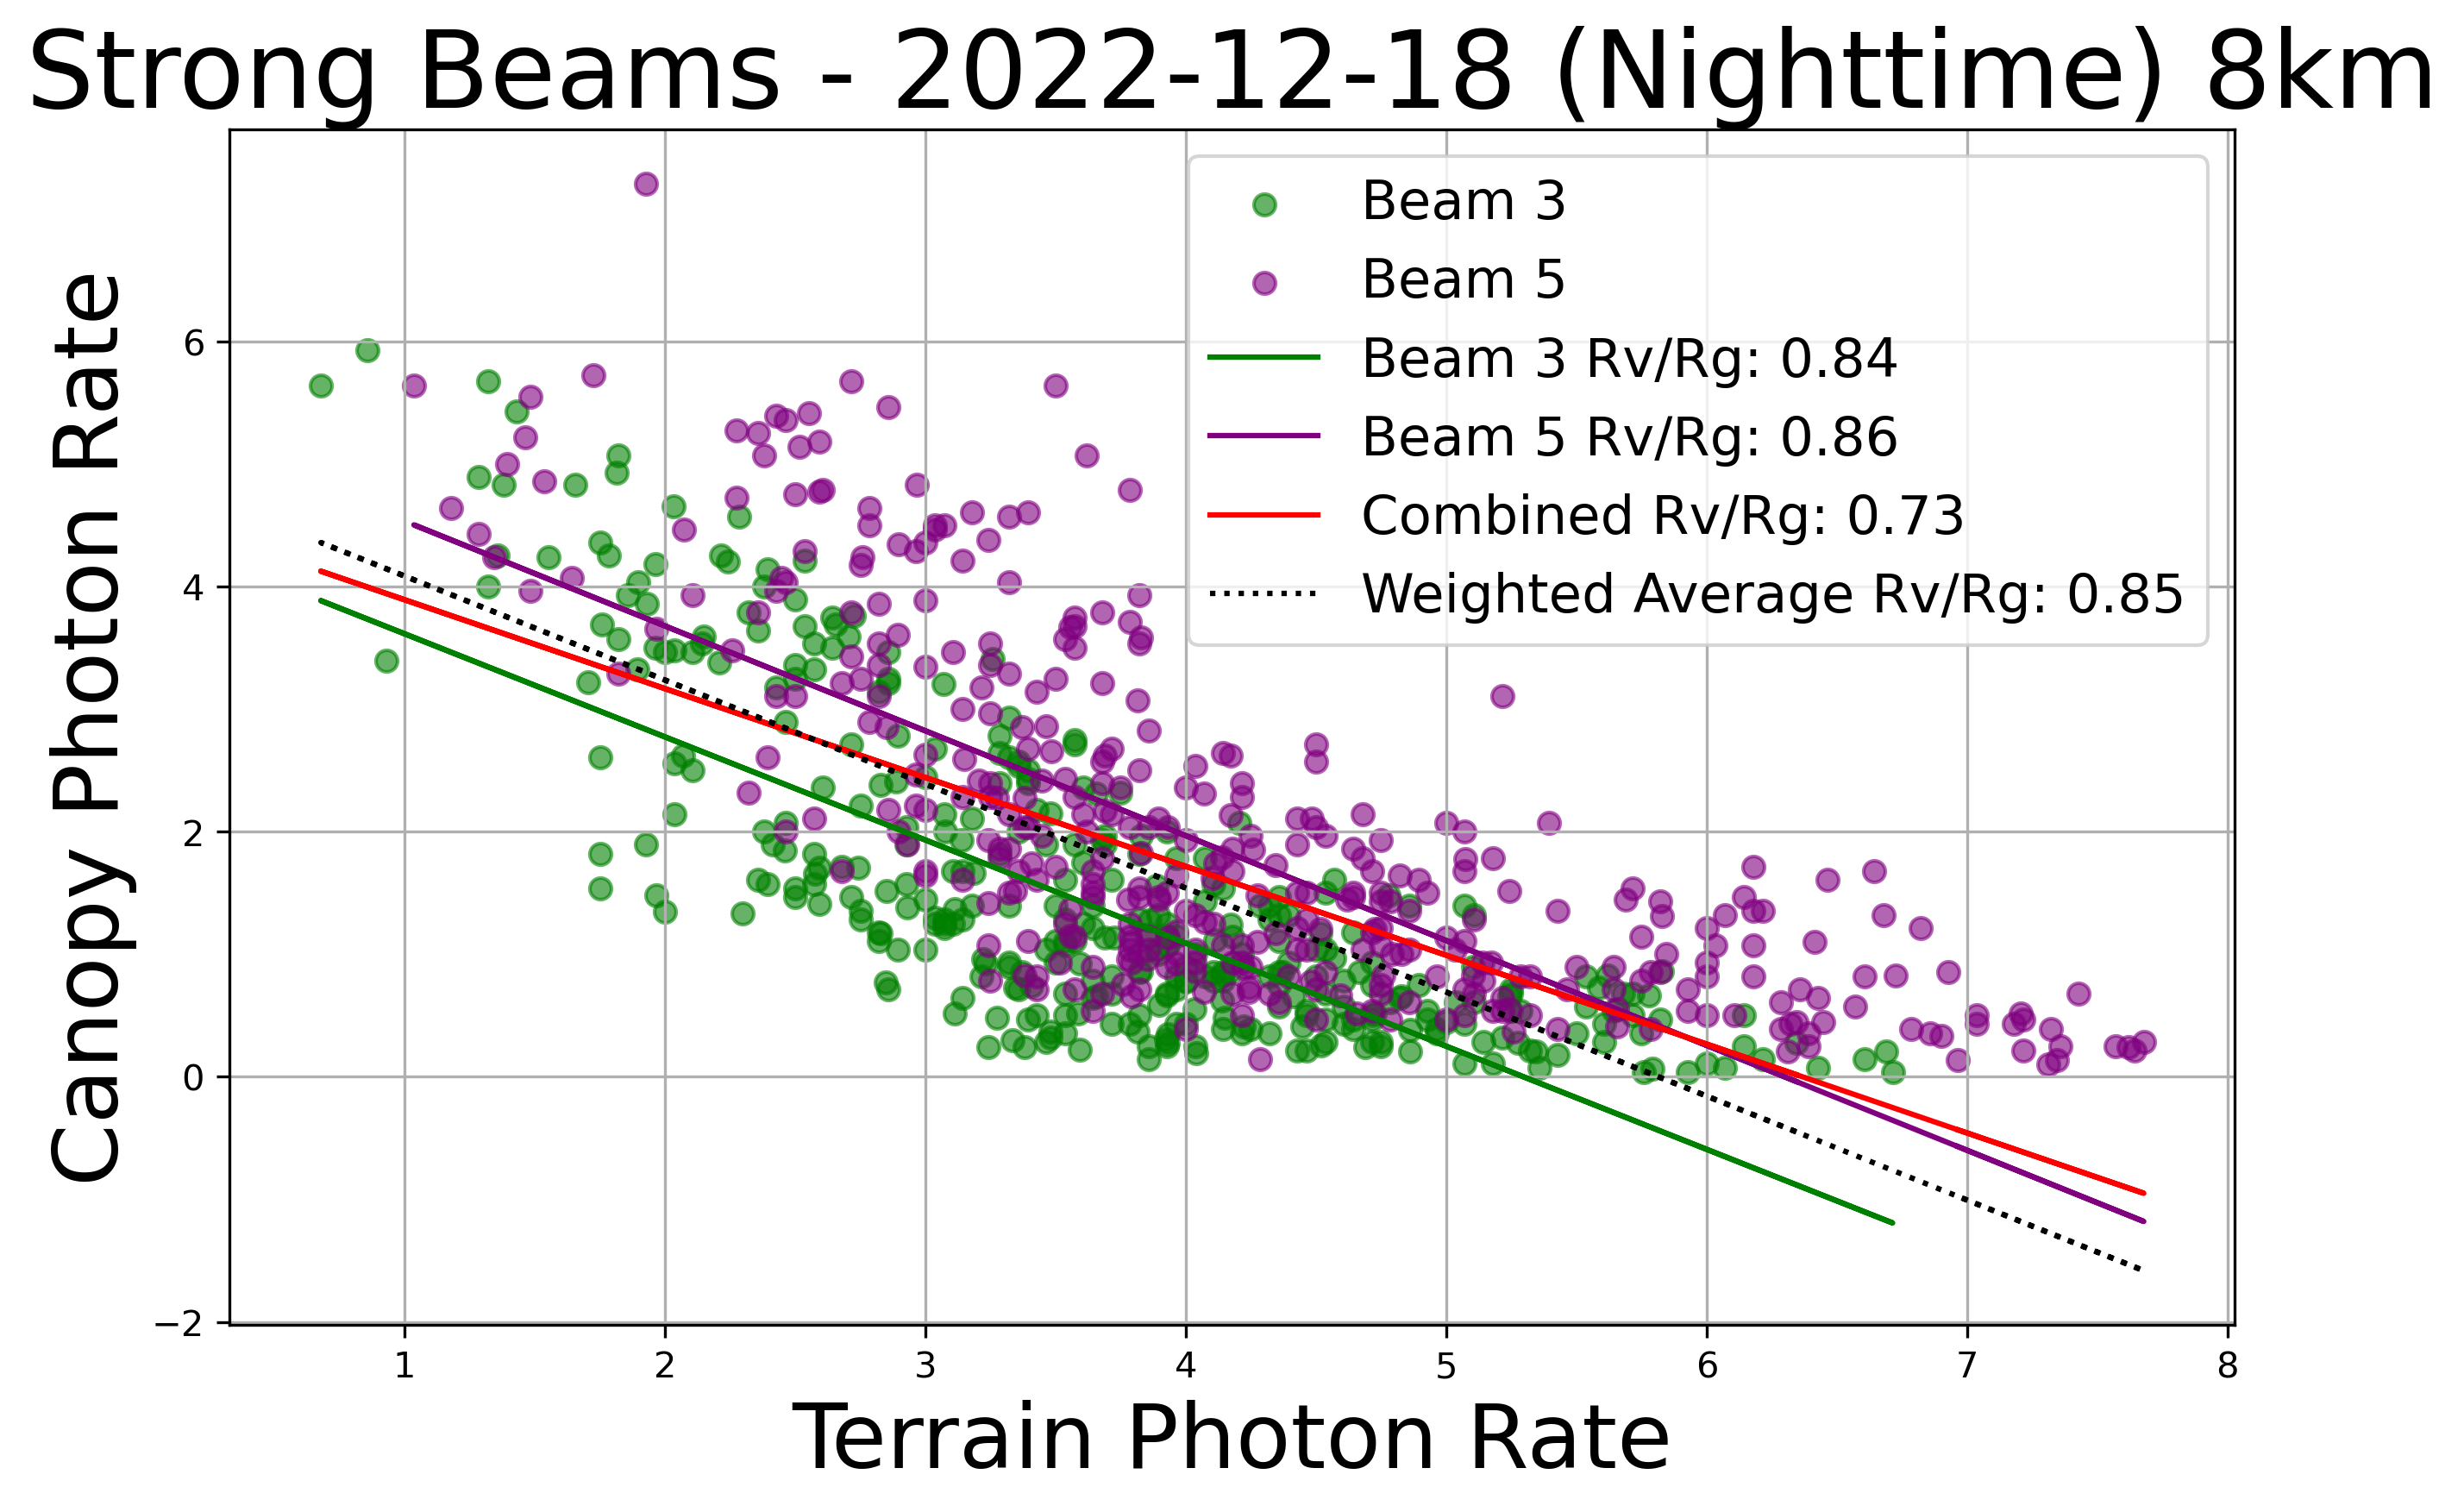 Strong Beams - 2022-12-18 (Nighttime) 8km
Beam 3
Beam 5
Beam 3 Rv/Rg: 0.84
Beam 5 Rv/Rg: 0.86
Combined Rv/Rg: 0.73
Weighted Average Rv/Rg: 0.85
Canopy Photon Rate
6
4
2
0
−2
1 2 3 4 5 6 7 8
Terrain Photon Rate